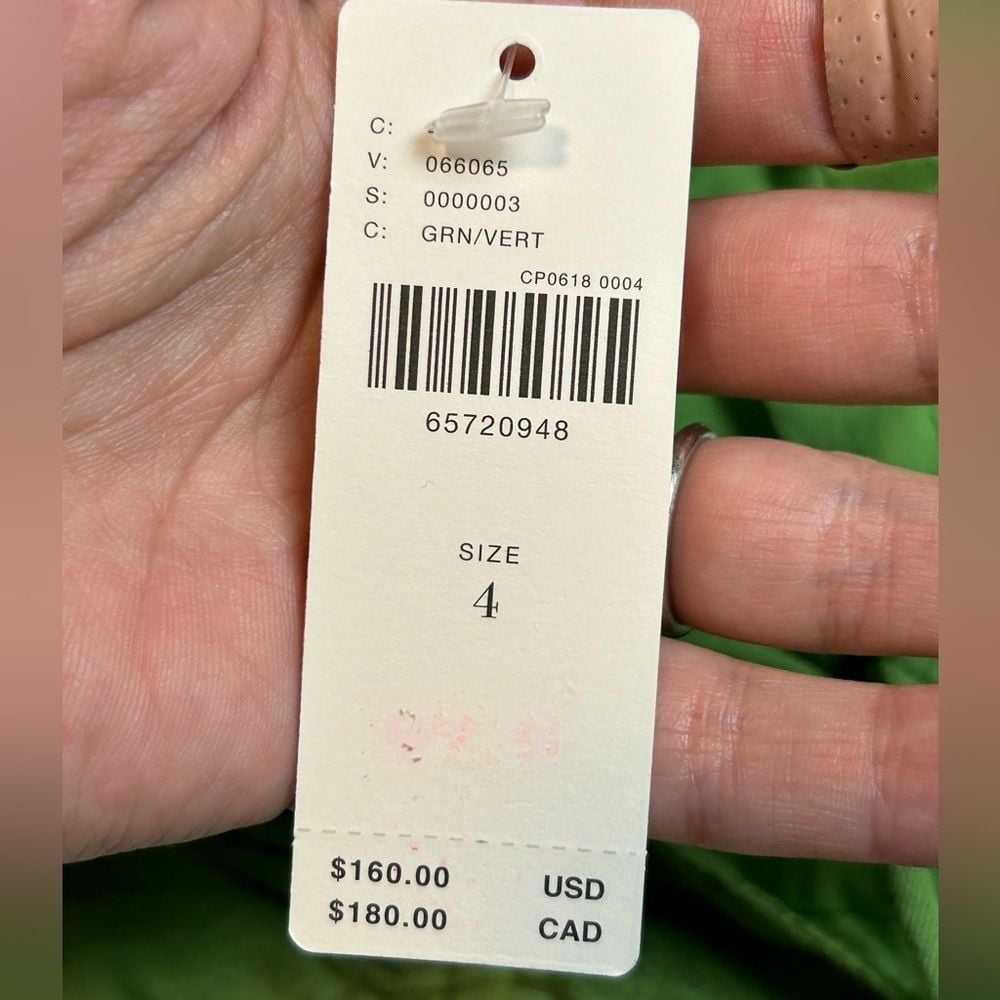 C:
V: 066065
S: 0000003
C: GRN/VERT
CP0618 0004
65720948
SIZE
4
$160.00 USD
$180.00 CAD